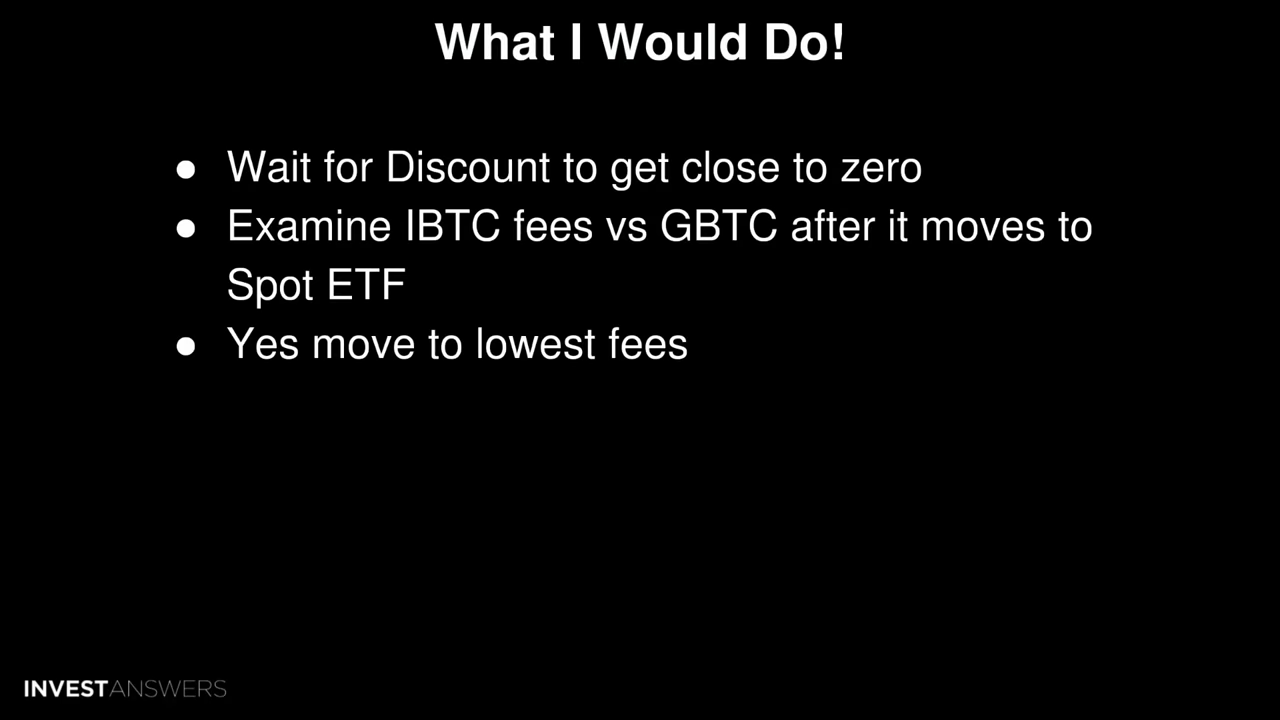 What I Would Do!
● Wait for Discount to get close to zero
● Examine IBTC fees vs GBTC after it moves to
Spot ETF
● Yes move to lowest fees
INVESTANSWERS